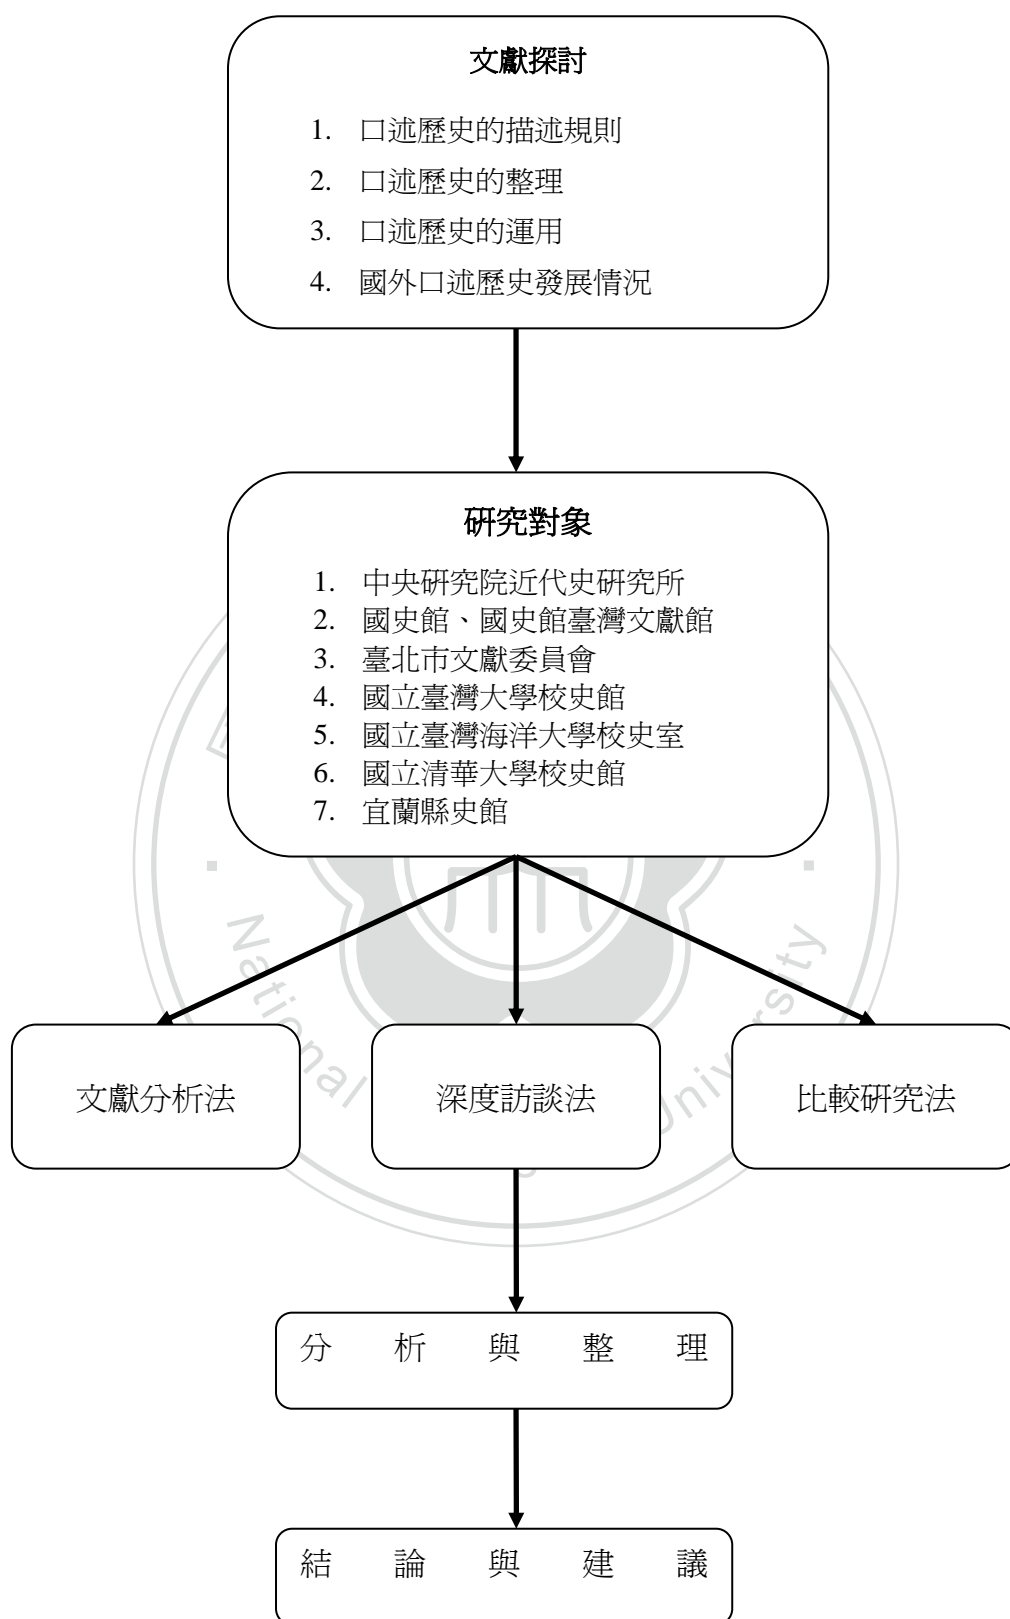 文獻探討
1. 口述歷史的描述規則
2. 口述歷史的整理
3. 口述歷史的運用
4. 國外口述歷史發展情況
研究對象
1. 中央研究院近代史研究所
2. 國史館、國史館臺灣文獻館
3. 臺北市文獻委員會
4. 國立臺灣大學校史館
5. 國立臺灣海洋大學校史室
6. 國立清華大學校史館
7. 宜蘭縣史館
National University
文獻分析法 深度訪談法 比較研究法
分析與整理
結論與建議